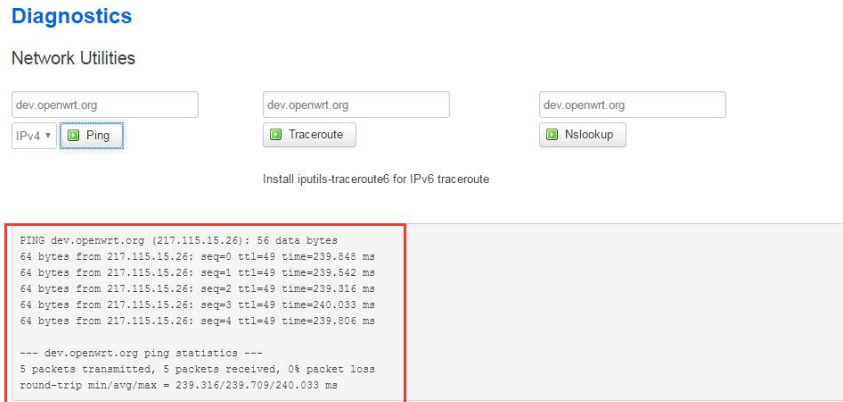 Diagnostics
Network Utilities
dev.openwrt.org dev.openwrt.org dev.openwrt.org
IPv4 Ping Traceroute Nslookup
Install iputils-traceroute6 for IPv6 traceroute
PING dev.openwrt.org (217.115.15.26): 56 data bytes
64 bytes from 217.115.15.26: seq=0 ttl=49 time=239.848 ms
64 bytes from 217.115.15.26: seq=1 ttl=49 time=239.542 ms
64 bytes from 217.115.15.26: seq=2 ttl=49 time=239.316 ms
64 bytes from 217.115.15.26: seq=3 ttl=49 time=240.033 ms
64 bytes from 217.115.15.26: seq=4 ttl=49 time=239.806 ms
--- dev.openwrt.org ping statistics ---
5 packets transmitted, 5 packets received, 0% packet loss
round-trip min/avg/max = 239.316/239.709/240.033 ms